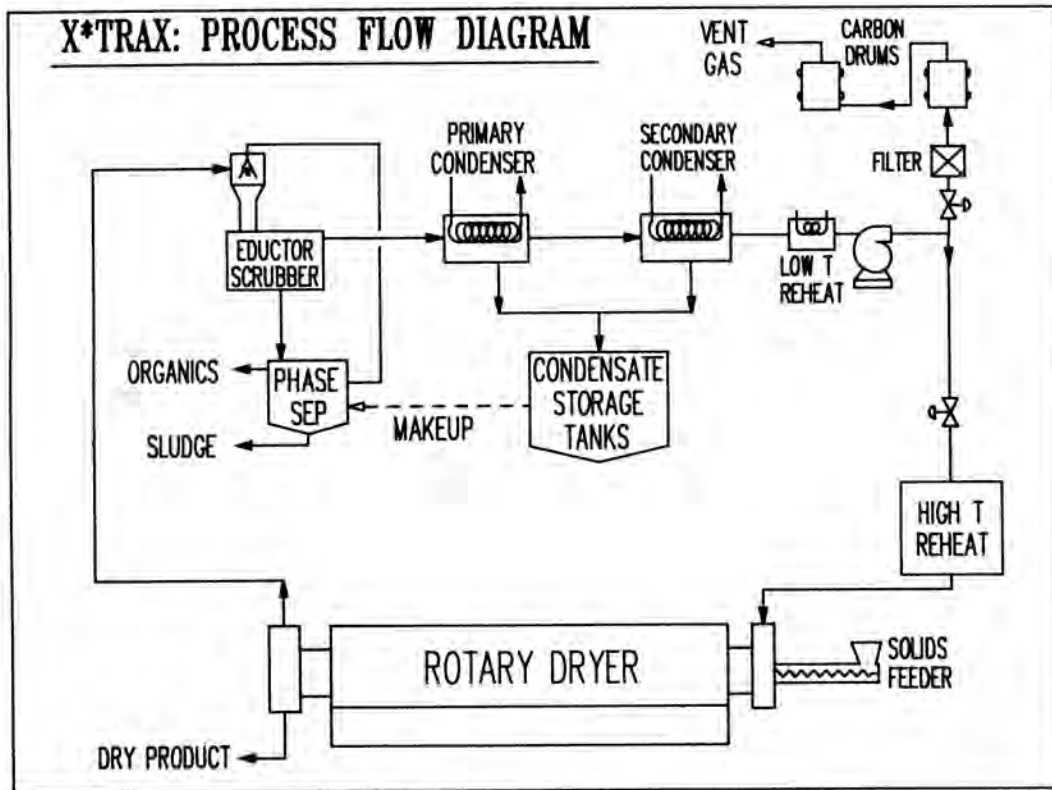 X*TRAX: PROCESS FLOW DIAGRAM
VENT
GAS
CARBON
DRUMS
PRIMARY
CONDENSER
SECONDARY
CONDENSER
FILTER
EDUCTOR
SCRUBBER
LOW T
REHEAT
ORGANICS
PHASE
SEP
CONDENSATE
STORAGE
TANKS
MAKEUP
SLUDGE
HIGH T
REHEAT
ROTARY DRYER
SOLIDS
FEEDER
DRY PRODUCT